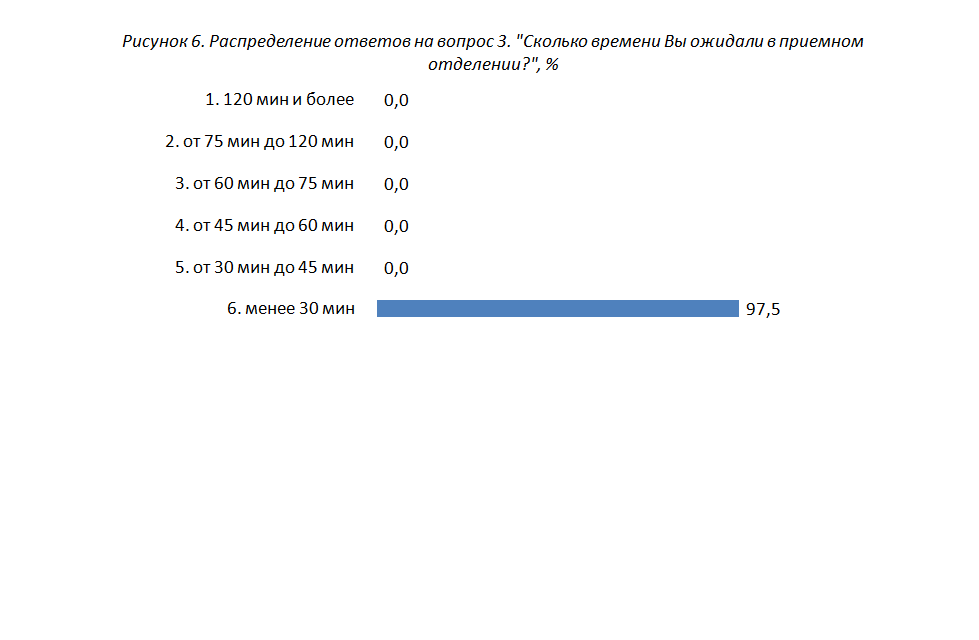 Рисунок 6. Распределение ответов на вопрос 3. "Сколько времени Вы ожидали в приемном
отделении?", %
1. 120 мин и более 0,0
2. от 75 мин до 120 мин 0,0
3. от 60 мин до 75 мин 0,0
4. от 45 мин до 60 мин 0,0
5. от 30 мин до 45 мин 0,0
6. менее 30 мин 97,5